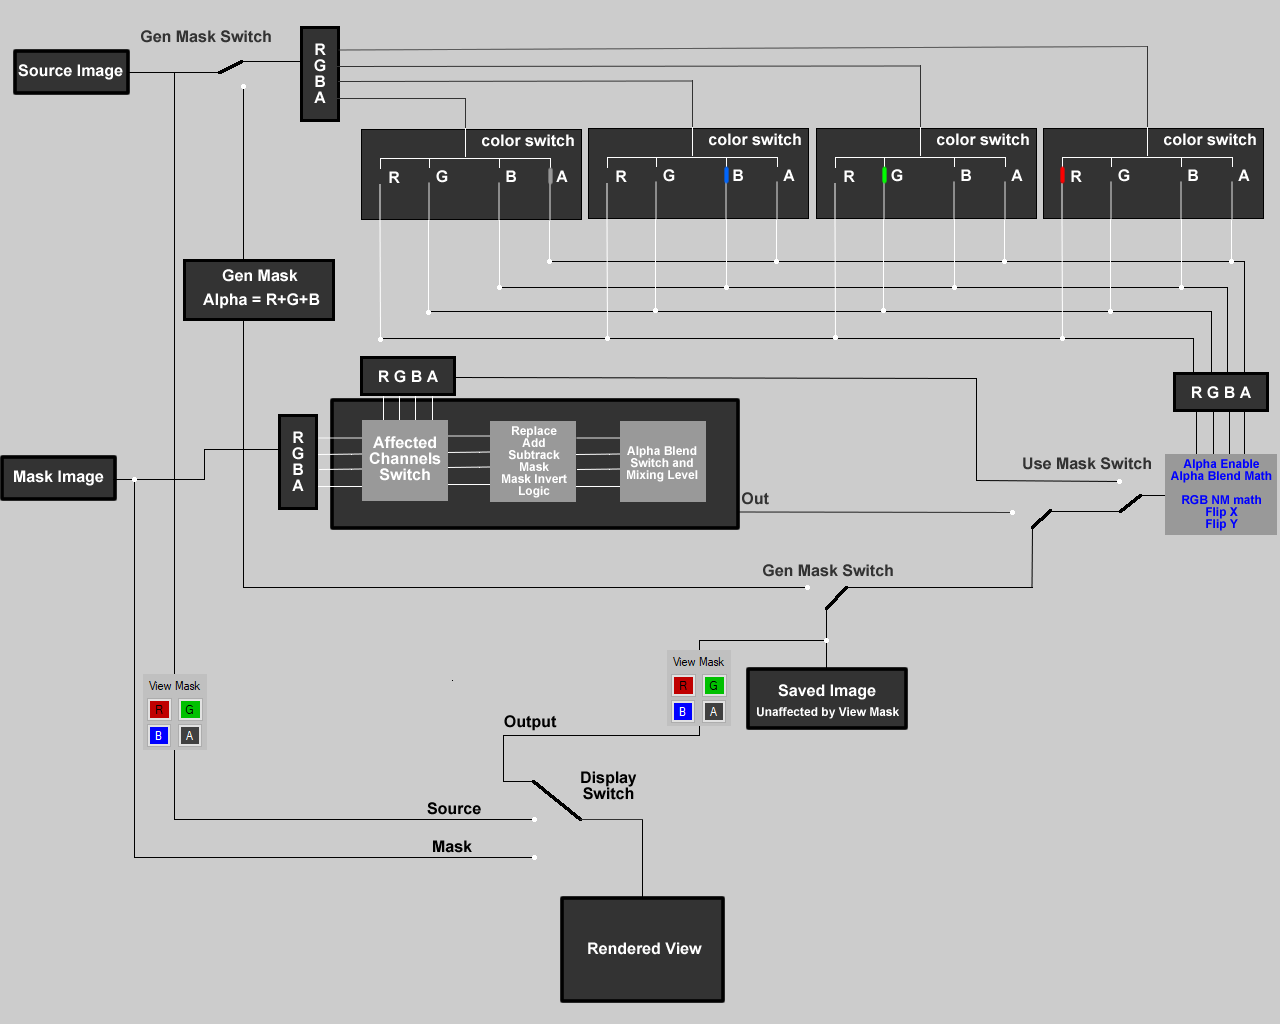 Gen Mask Switch
Source Image
R
G
B
A
color switch
R G B A
color switch
R G B A
color switch
R G B A
color switch
R G B A
Gen Mask
Alpha = R+G+B
R G B A
R G B A
Mask Image
R
G
B
A
Affected
Channels
Switch
Replace
Add
Subtrack
Mask
Mask Invert
Logic
Alpha Blend
Switch and
Mixing Level
Out
Use Mask Switch
Alpha Enable
Alpha Blend Math
RGB NM math
Flip X
Flip Y
Gen Mask Switch
View Mask
R G
B A
View Mask
R G
B A
Saved Image
Unaffected by View Mask
Output
Display
Switch
Source
Mask
Rendered View